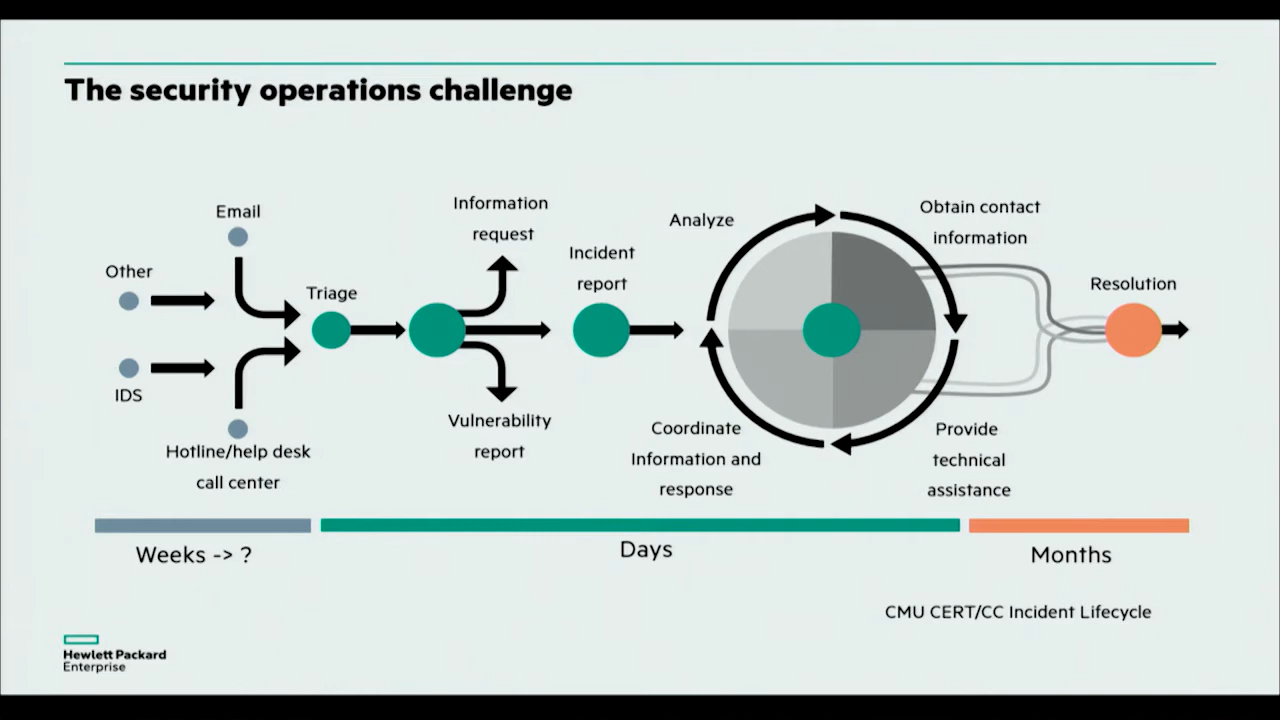 The security operations challenge
Email
Other
IDS
Hotline/help desk
call center
Triage
Information
request
Vulnerability
report
Incident
report
Analyze
Obtain contact
information
Coordinate
Information and
response
Provide
technical
assistance
Resolution
Weeks -> ?
Days
Months
CMU CERT/CC Incident Lifecycle
Hewlett Packard
Enterprise